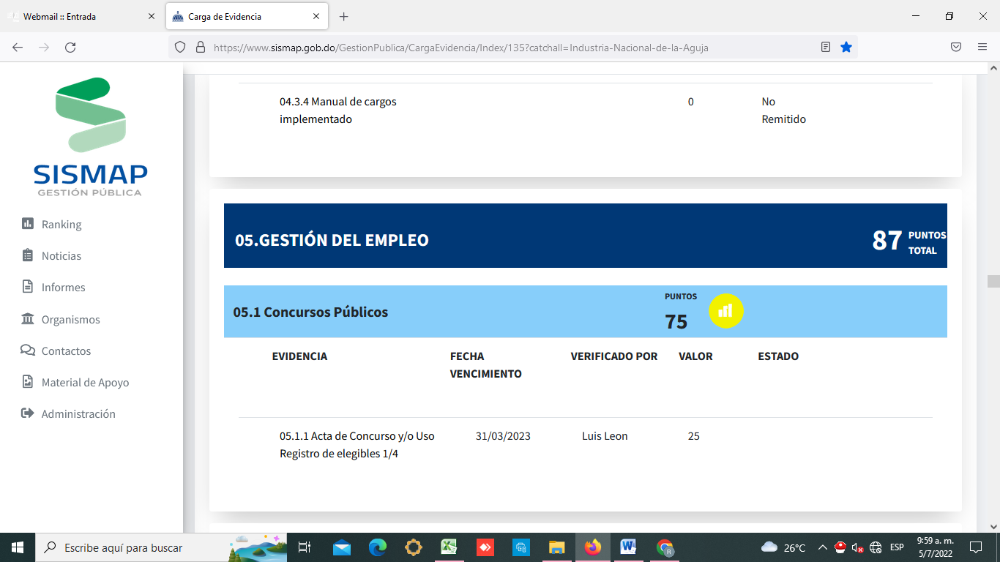 Webmail :: Entrada
Carga de Evidencia
https://www.sismap.gob.do/GestionPublica/CargaEvidencia/Index/135?catchall=Industria-Nacional-de-la-Aguja
SISMAP
GESTIÓN PÚBLICA
Ranking
Noticias
Informes
Organismos
Contactos
Material de Apoyo
Administración
04.3.4 Manual de cargos
implementado
0
No
Remitido
05.GESTIÓN DEL EMPLEO
87
PUNTOS
TOTAL
05.1 Concursos Públicos
PUNTOS
75
EVIDENCIA
FECHA
VENCIMIENTO
VERIFICADO POR
VALOR
ESTADO
05.1.1 Acta de Concurso y/o Uso
Registro de elegibles 1/4
31/03/2023
Luis Leon
25
Escribe aquí para buscar
26°C
ESP
9:59 a. m.
5/7/2022